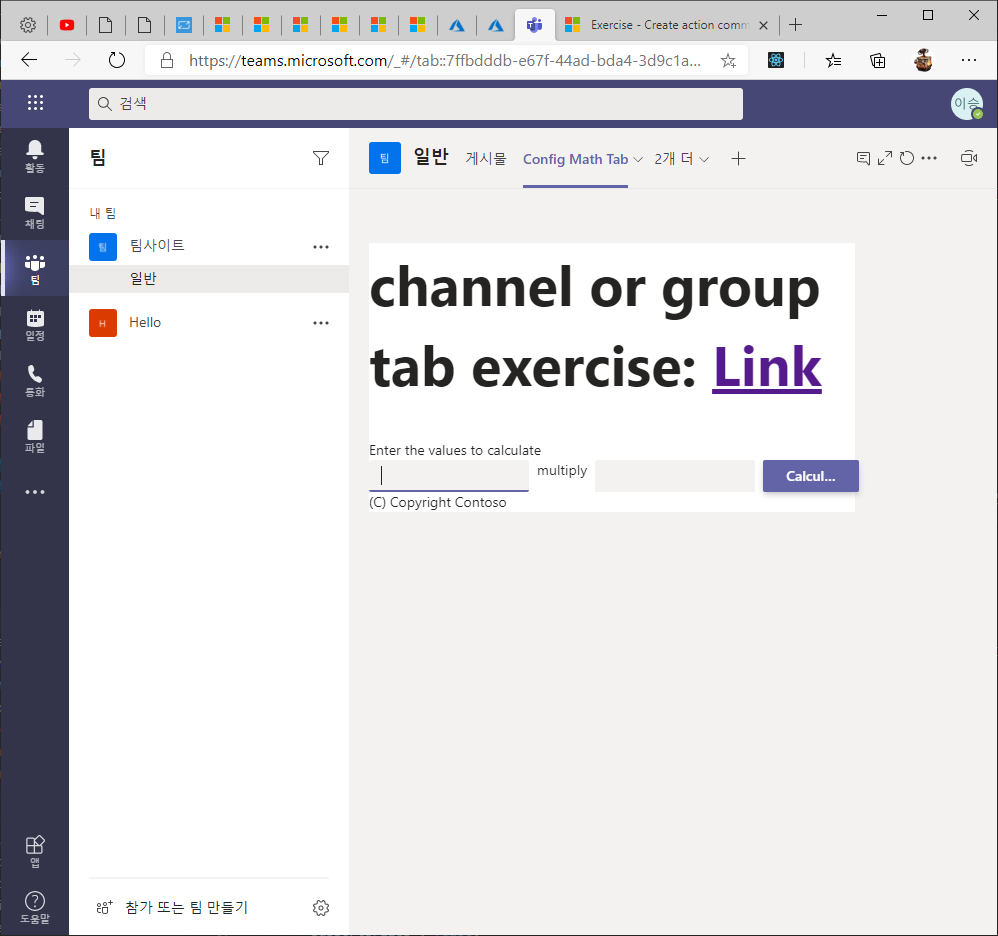 Exercise - Create action comm
https://teams.microsoft.com/_#/tab::7ffbdddb-e67f-44ad-bda4-3d9c1a...
검색
이승
활동
채팅
팀
일정
통화
파일
앱
도움말
팀
내 팀
팀 팀사이트
일반
H Hello
참가 또는 팀 만들기
팀 일반 게시물 Config Math Tab 2개 더
channel or group
tab exercise: Link
Enter the values to calculate
multiply Calcul...
(C) Copyright Contoso